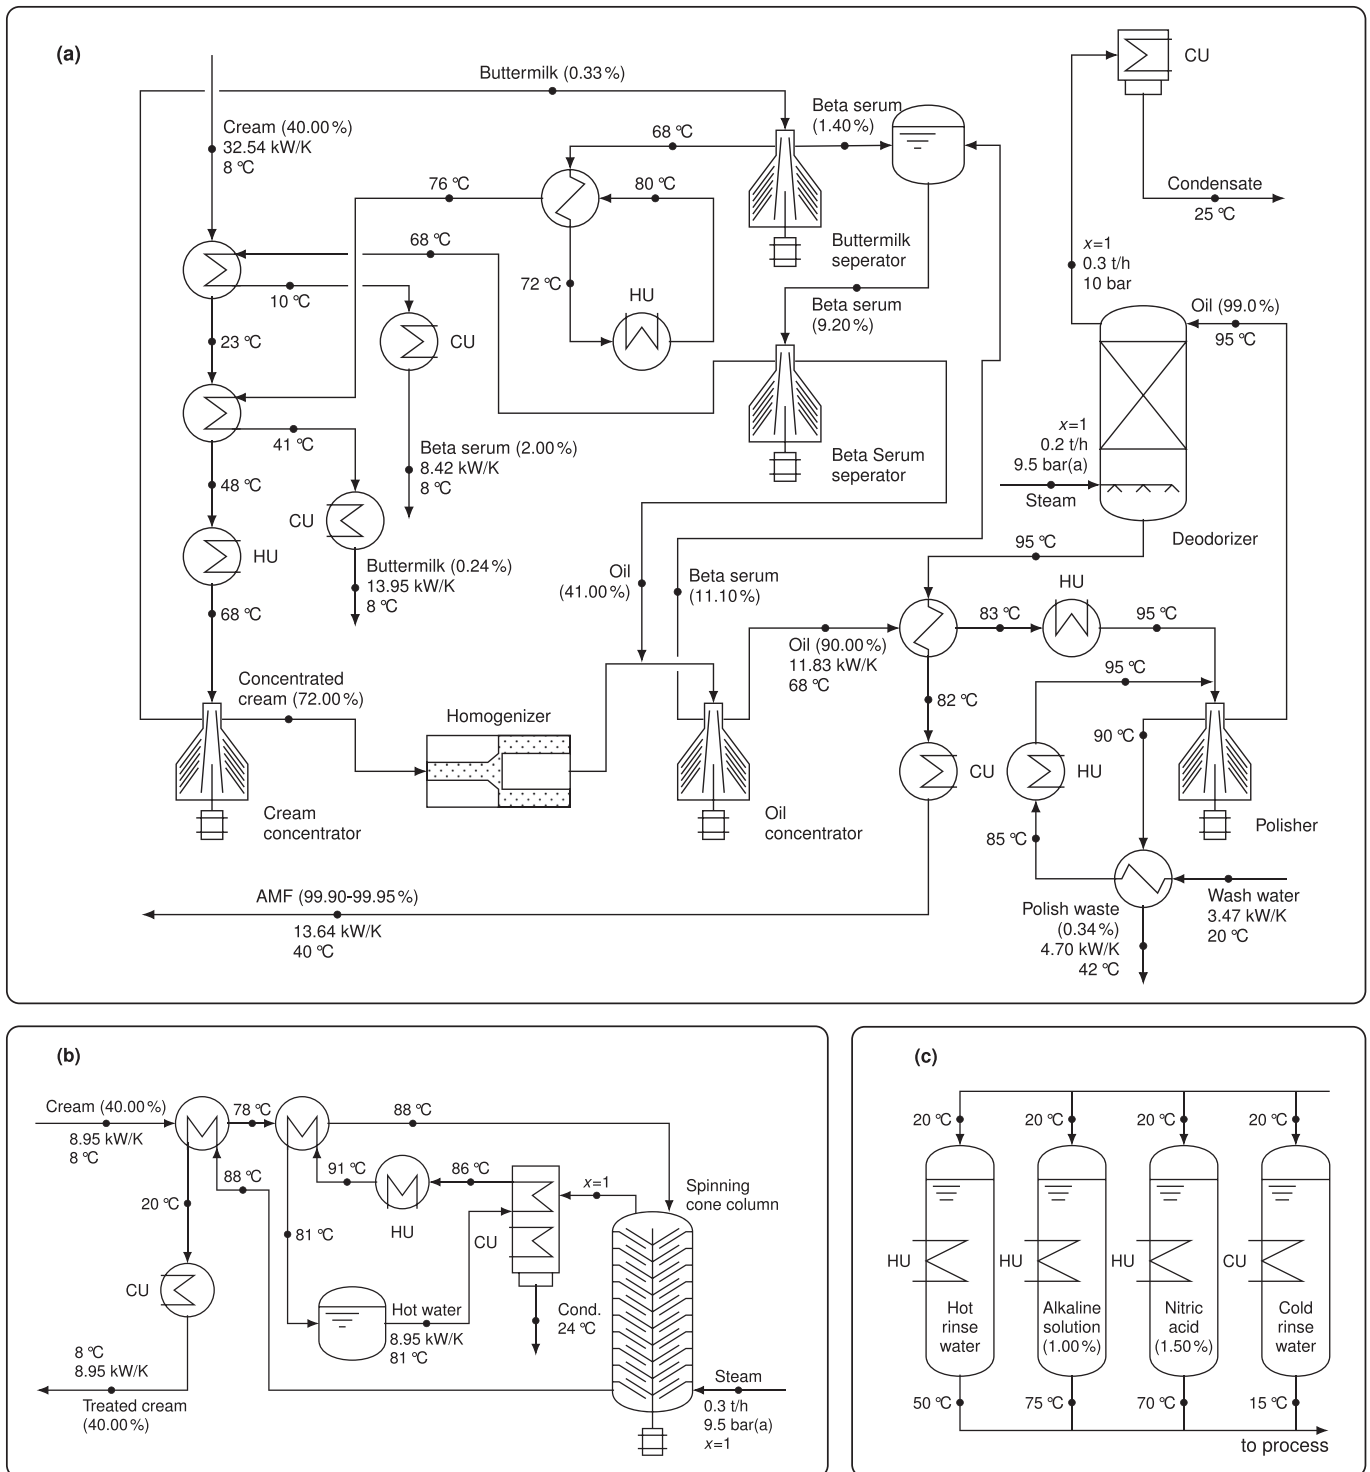 (a)
Buttermilk (0.33%)
CU
Cream (40.00%)
32.54 kW/K
8 °C
68 °C
Beta serum
(1.40%)
76 °C
80 °C
Condensate
25 °C
68 °C
Buttermilk
seperator
x=1
0.3 t/h
10 bar
10 °C
72 °C
HU
Beta serum
(9.20%)
Oil (99.0%)
95 °C
23 °C
CU
41 °C
Beta serum (2.00%)
8.42 kW/K
8 °C
Beta Serum
seperator
x=1
0.2 t/h
9.5 bar(a)
Steam
48 °C
CU
Deodorizer
HU
Buttermilk (0.24%)
13.95 kW/K
8 °C
95 °C
Oil
(41.00%)
Beta serum
(11.10%)
HU
68 °C
83 °C
95 °C
Oil (90.00%)
11.83 kW/K
68 °C
95 °C
Concentrated
cream (72.00%)
82 °C
Homogenizer
90 °C
CU
HU
Cream
concentrator
Oil
concentrator
Polisher
85 °C
AMF (99.90-99.95%)
13.64 kW/K
40 °C
Wash water
3.47 kW/K
20 °C
Polish waste
(0.34%)
4.70 kW/K
42 °C
(b)
Cream (40.00%)
8.95 kW/K
8 °C
78 °C
88 °C
88 °C
91 °C
86 °C
x=1
Spinning
cone column
20 °C
HU
81 °C
CU
CU
Hot water
8.95 kW/K
81 °C
Cond.
24 °C
8 °C
8.95 kW/K
Treated cream
(40.00%)
Steam
0.3 t/h
9.5 bar(a)
x=1
(c)
20 °C
20 °C
20 °C
20 °C
HU
HU
HU
CU
Hot
rinse
water
Alkaline
solution
(1.00%)
Nitric
acid
(1.50%)
Cold
rinse
water
50 °C
75 °C
70 °C
15 °C
to process